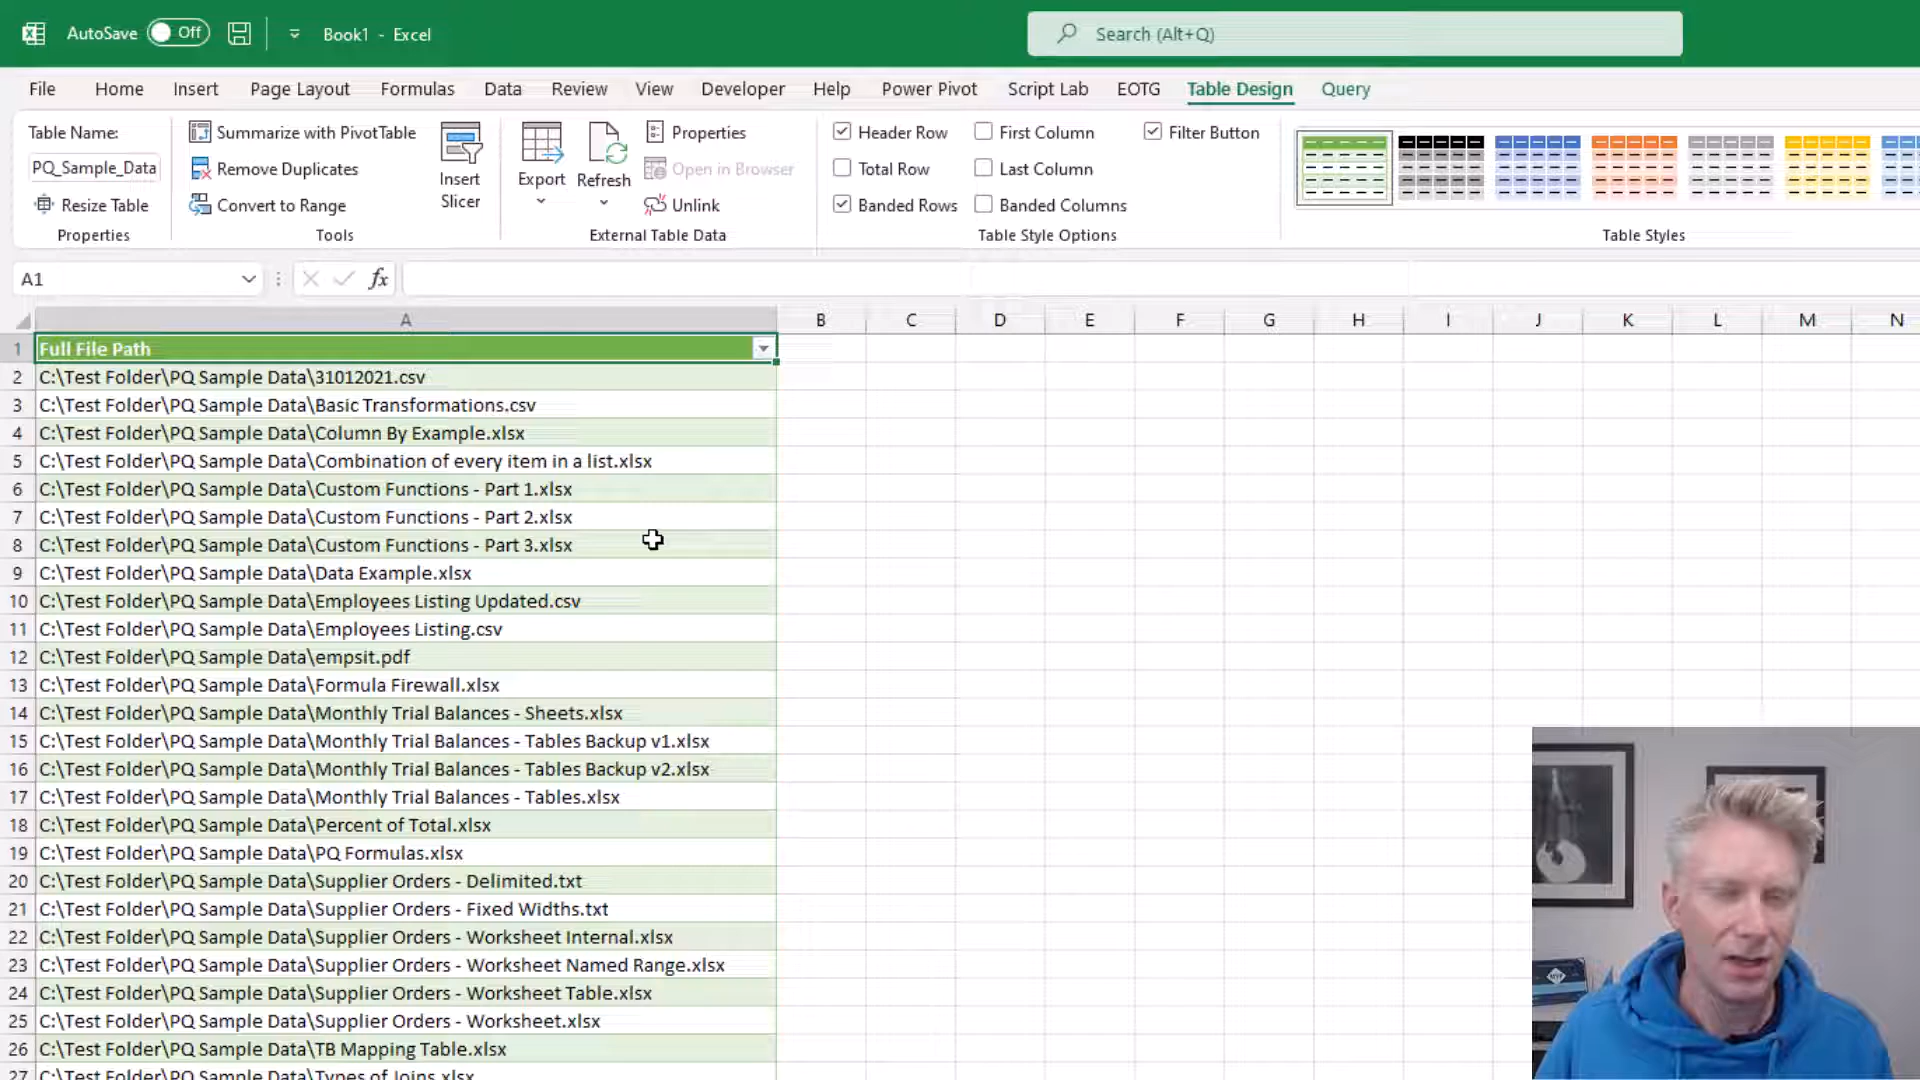 AutoSave Off Book1 - Excel Search (Alt+Q)
File Home Insert Page Layout Formulas Data Review View Developer Help Power Pivot Script Lab EOTG Table Design Query
Table Name:
PQ_Sample_Data
Resize Table
Properties
Summarize with PivotTable
Remove Duplicates
Convert to Range
Tools
Insert
Slicer
Export
Refresh
Properties
Open in Browser
Unlink
External Table Data
Header Row
Total Row
Banded Rows
First Column
Last Column
Banded Columns
Filter Button
Table Style Options
Table Styles
A1 fx
A B C D E F G H I J K L M N
1 Full File Path
2 C:\Test Folder\PQ Sample Data\31012021.csv
3 C:\Test Folder\PQ Sample Data\Basic Transformations.csv
4 C:\Test Folder\PQ Sample Data\Column By Example.xlsx
5 C:\Test Folder\PQ Sample Data\Combination of every item in a list.xlsx
6 C:\Test Folder\PQ Sample Data\Custom Functions - Part 1.xlsx
7 C:\Test Folder\PQ Sample Data\Custom Functions - Part 2.xlsx
8 C:\Test Folder\PQ Sample Data\Custom Functions - Part 3.xlsx
9 C:\Test Folder\PQ Sample Data\Data Example.xlsx
10 C:\Test Folder\PQ Sample Data\Employees Listing Updated.csv
11 C:\Test Folder\PQ Sample Data\Employees Listing.csv
12 C:\Test Folder\PQ Sample Data\empsit.pdf
13 C:\Test Folder\PQ Sample Data\Formula Firewall.xlsx
14 C:\Test Folder\PQ Sample Data\Monthly Trial Balances - Sheets.xlsx
15 C:\Test Folder\PQ Sample Data\Monthly Trial Balances - Tables Backup v1.xlsx
16 C:\Test Folder\PQ Sample Data\Monthly Trial Balances - Tables Backup v2.xlsx
17 C:\Test Folder\PQ Sample Data\Monthly Trial Balances - Tables.xlsx
18 C:\Test Folder\PQ Sample Data\Percent of Total.xlsx
19 C:\Test Folder\PQ Sample Data\PQ Formulas.xlsx
20 C:\Test Folder\PQ Sample Data\Supplier Orders - Delimited.txt
21 C:\Test Folder\PQ Sample Data\Supplier Orders - Fixed Widths.txt
22 C:\Test Folder\PQ Sample Data\Supplier Orders - Worksheet Internal.xlsx
23 C:\Test Folder\PQ Sample Data\Supplier Orders - Worksheet Named Range.xlsx
24 C:\Test Folder\PQ Sample Data\Supplier Orders - Worksheet Table.xlsx
25 C:\Test Folder\PQ Sample Data\Supplier Orders - Worksheet.xlsx
26 C:\Test Folder\PQ Sample Data\TB Mapping Table.xlsx
27 C:\Test Folder\PQ Sample Data\Types of Joins.xlsx